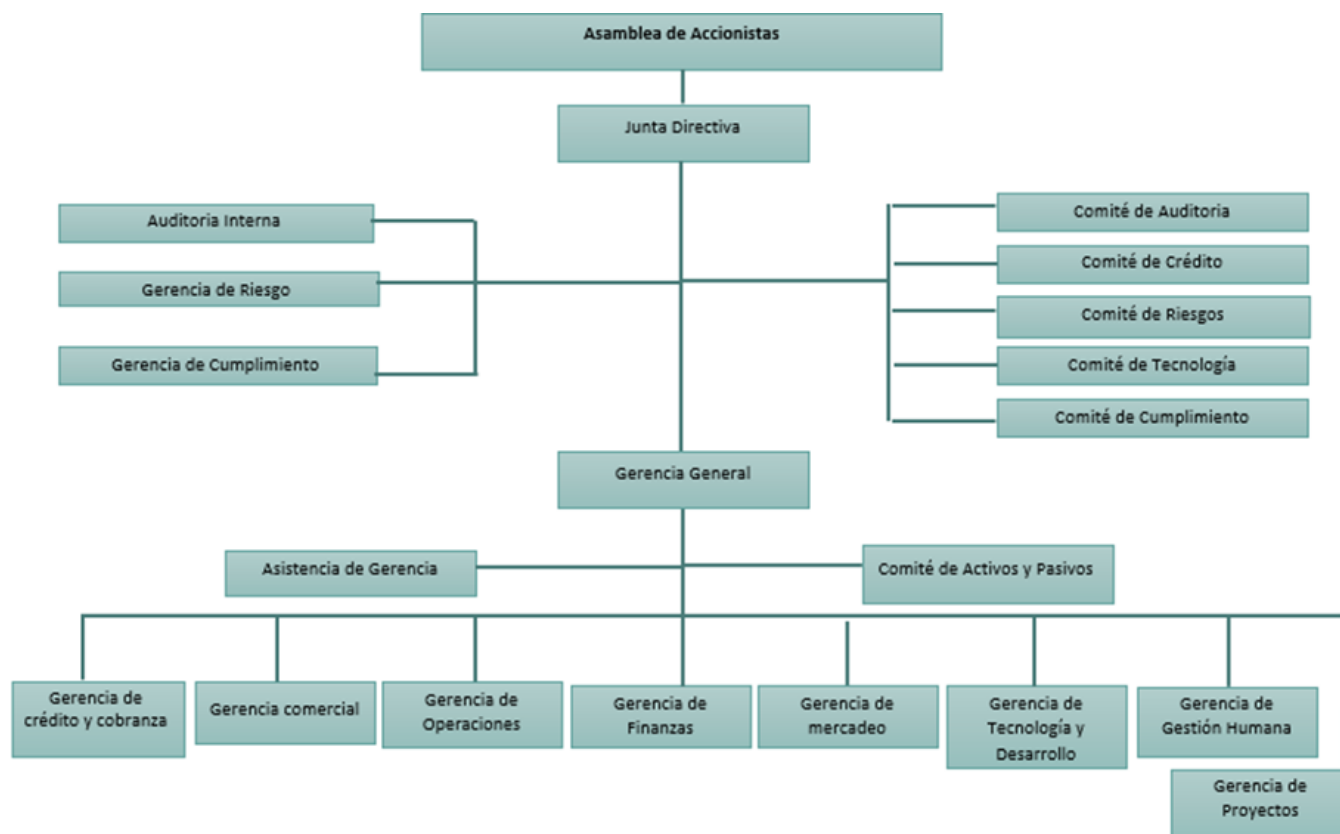 Asamblea de Accionistas
Junta Directiva
Auditoria Interna
Gerencia de Riesgo
Gerencia de Cumplimiento
Comité de Auditoria
Comité de Crédito
Comité de Riesgos
Comité de Tecnología
Comité de Cumplimiento
Gerencia General
Asistencia de Gerencia
Comité de Activos y Pasivos
Gerencia de
crédito y cobranza
Gerencia comercial
Gerencia de
Operaciones
Gerencia de
Finanzas
Gerencia de
mercadeo
Gerencia de
Tecnología y
Desarrollo
Gerencia de
Gestión Humana
Gerencia de
Proyectos